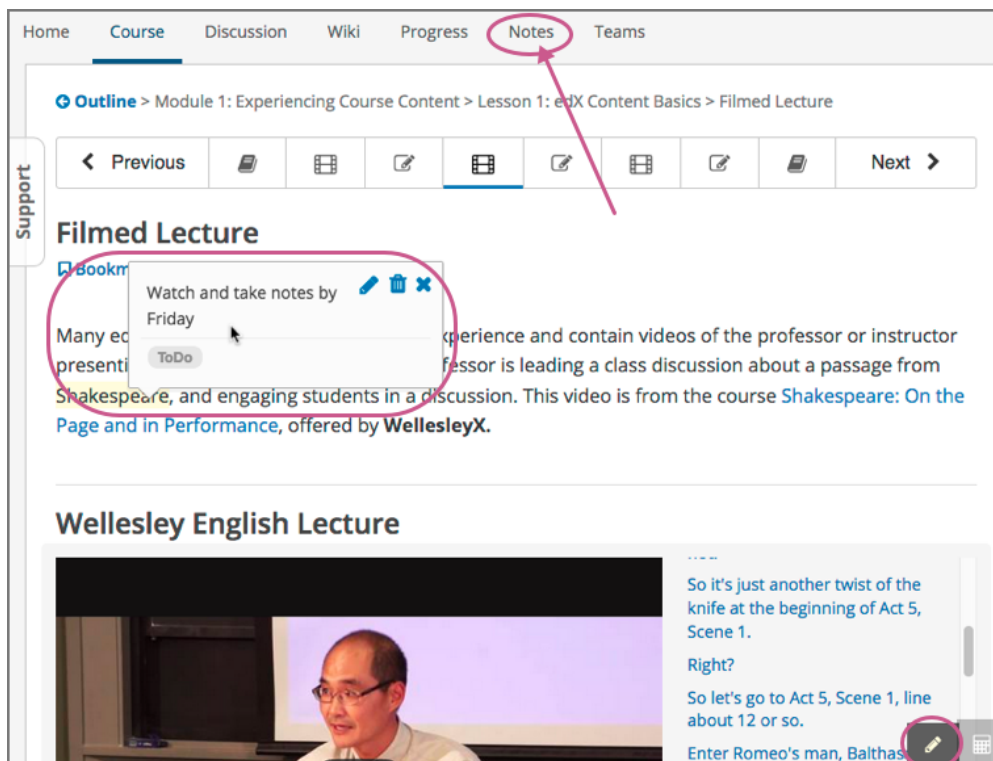 Home Course Discussion Wiki Progress Notes Teams
Outline > Module 1: Experiencing Course Content > Lesson 1: edX Content Basics > Filmed Lecture
Support
Previous Next
Filmed Lecture
Bookm
Watch and take notes by
Friday
ToDo
Many ed xperience and contain videos of the professor or instructor
presenti fessor is leading a class discussion about a passage from
Shakespeare, and engaging students in a discussion. This video is from the course Shakespeare: On the
Page and in Performance, offered by WellesleyX.
Wellesley English Lecture
So it's just another twist of the
knife at the beginning of Act 5,
Scene 1.
Right?
So let's go to Act 5, Scene 1, line
about 12 or so.
Enter Romeo's man, Balthas